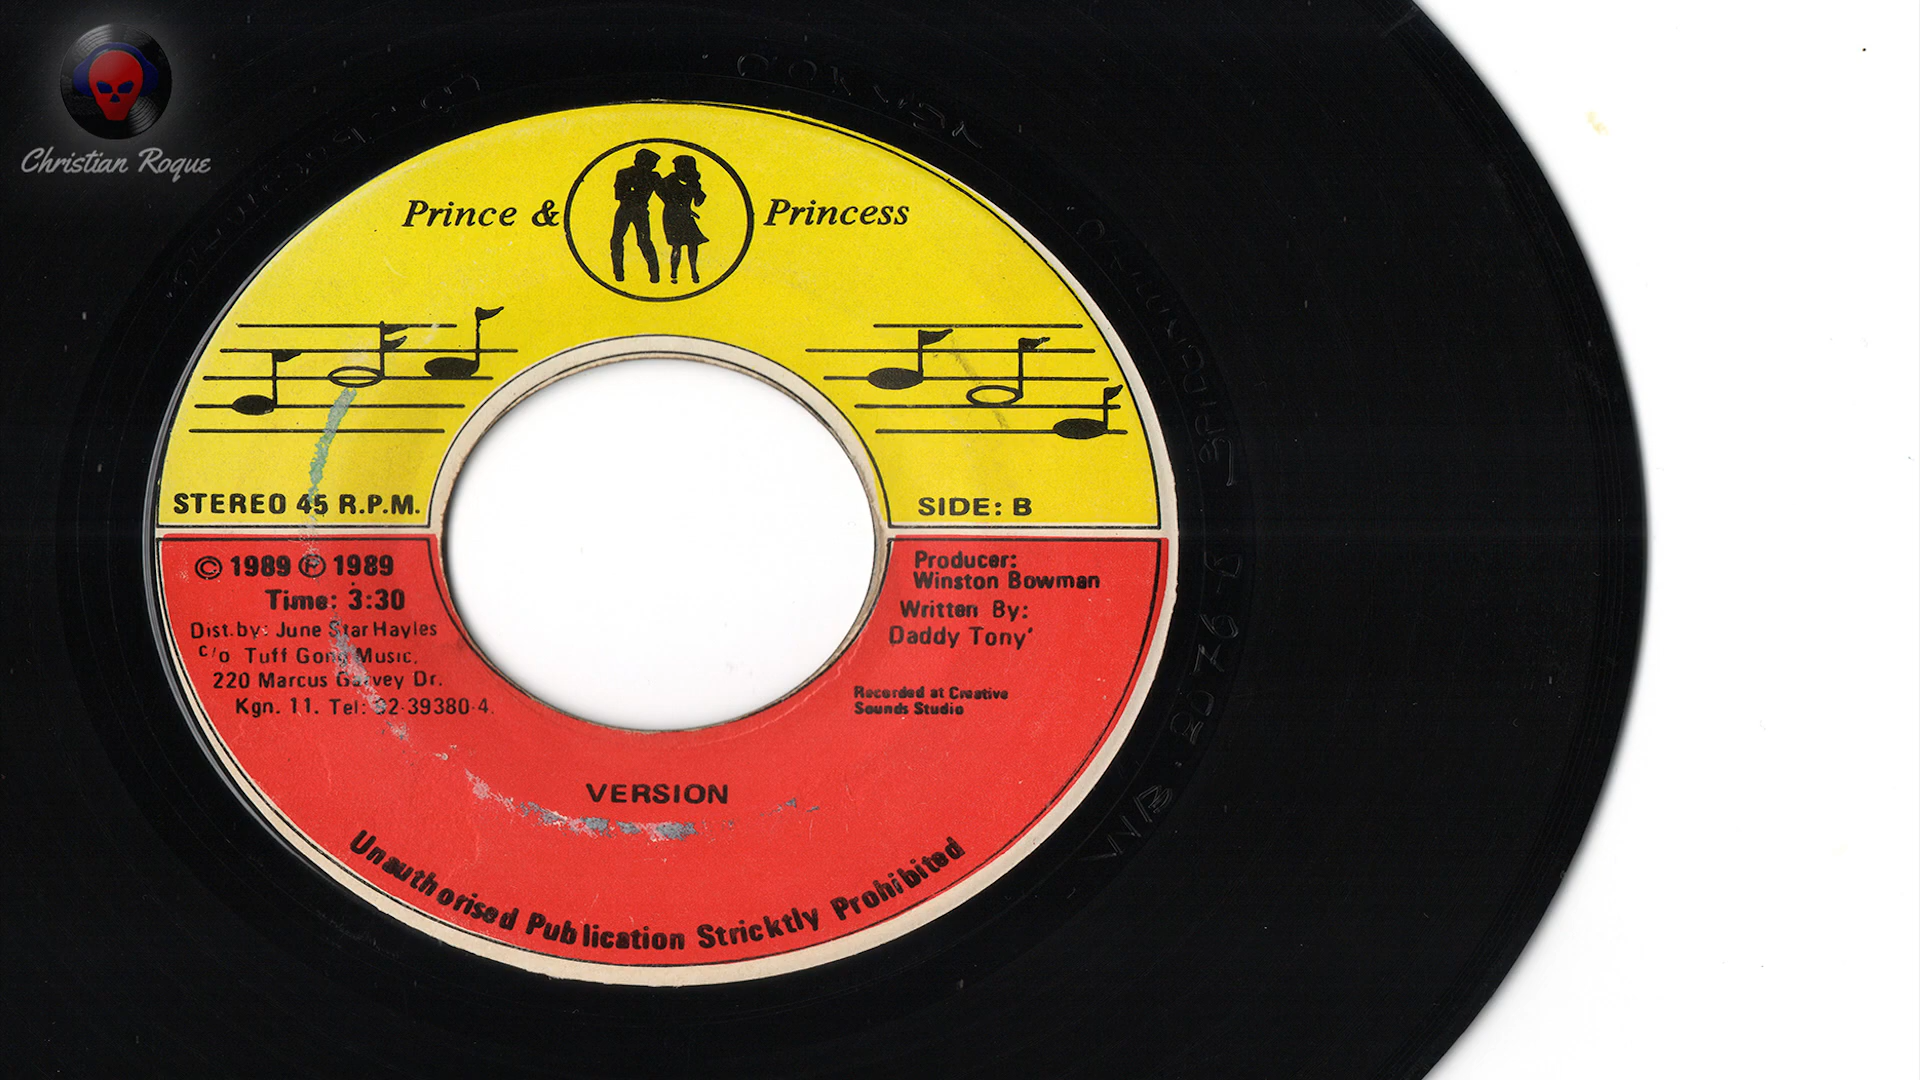 Christian Roque
Prince & Princess
STEREO 45 R.P.M.
SIDE: B
© 1989 ℗ 1989
Time: 3:30
Dist.by: June Star Hayles
c/o Tuff Gong Music,
220 Marcus Garvey Dr.
Kgn. 11. Tel: 92-39380-4.
Producer:
Winston Bowman
Written By:
Daddy Tony'
Recorded at Creative
Sounds Studio
VERSION
Unauthorised Publication Stricktly Prohibited